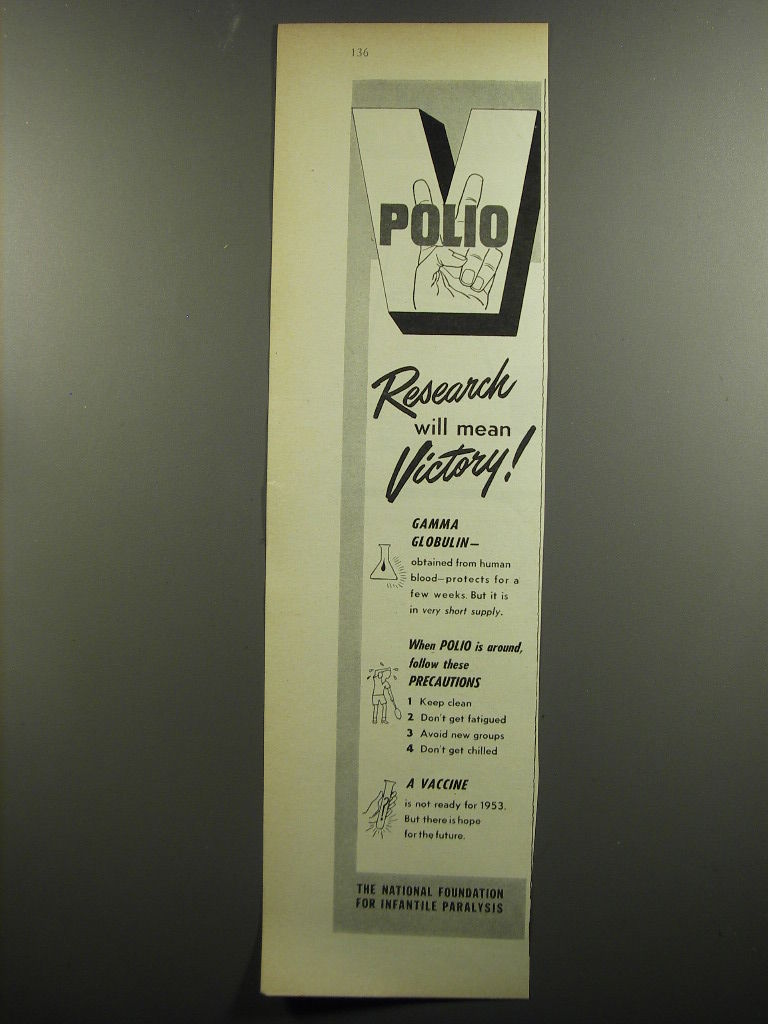 136
POLIO
Research
will mean
Victory!
GAMMA
GLOBULIN—
obtained from human
blood—protects for a
few weeks. But it is
in very short supply.
When POLIO is around,
follow these
PRECAUTIONS
1 Keep clean
2 Don't get fatigued
3 Avoid new groups
4 Don't get chilled
A VACCINE
is not ready for 1953.
But there is hope
for the future.
THE NATIONAL FOUNDATION
FOR INFANTILE PARALYSIS